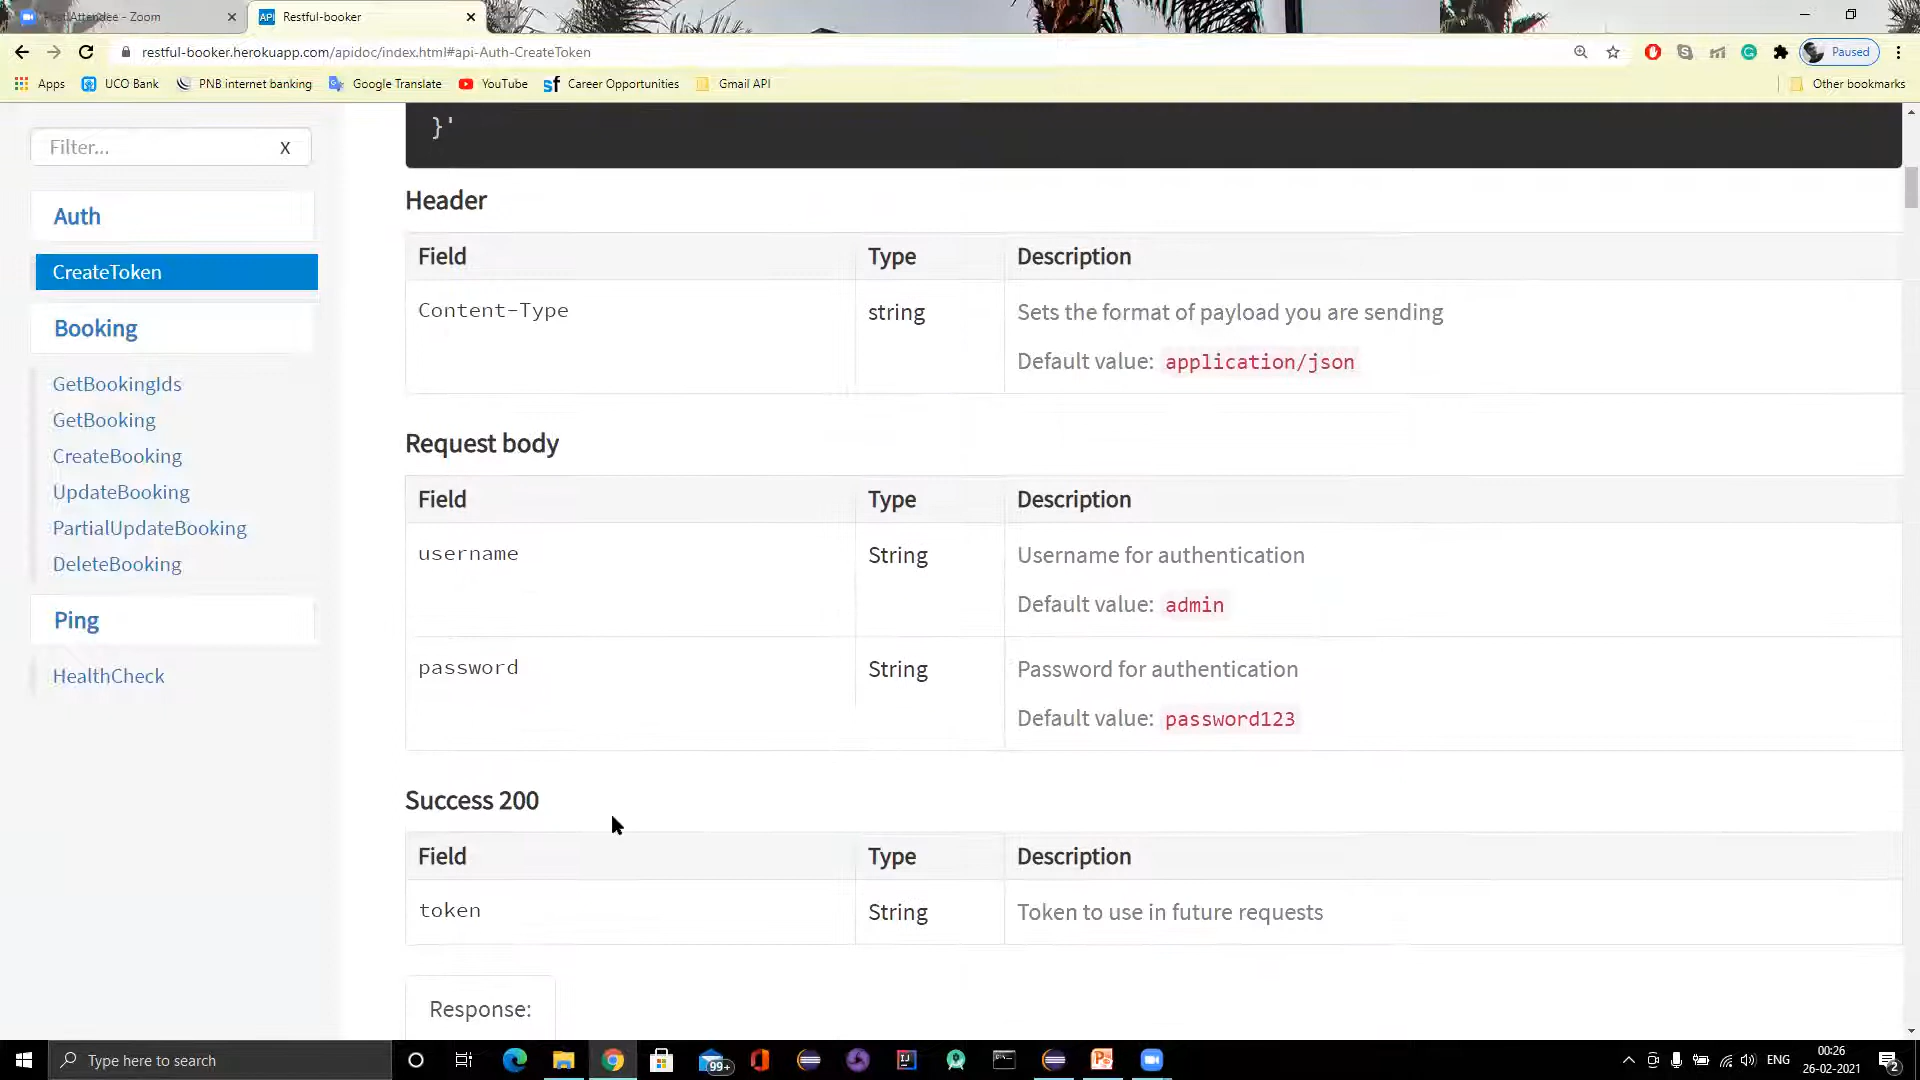 Post Attendee - Zoom
API Restful-booker
restful-booker.herokuapp.com/apidoc/index.html#api-Auth-CreateToken
Paused
Apps UCO Bank PNB internet banking Google Translate YouTube Career Opportunities Gmail API Other bookmarks
}'
Filter... X
Auth
CreateToken
Booking
GetBookingIds
GetBooking
CreateBooking
UpdateBooking
PartialUpdateBooking
DeleteBooking
Ping
HealthCheck
Header
Field Type Description
Content-Type string Sets the format of payload you are sending
Default value: application/json
Request body
Field Type Description
username String Username for authentication
Default value: admin
password String Password for authentication
Default value: password123
Success 200
Field Type Description
token String Token to use in future requests
Response:
Type here to search
99+
ENG
00:26
26-02-2021
2